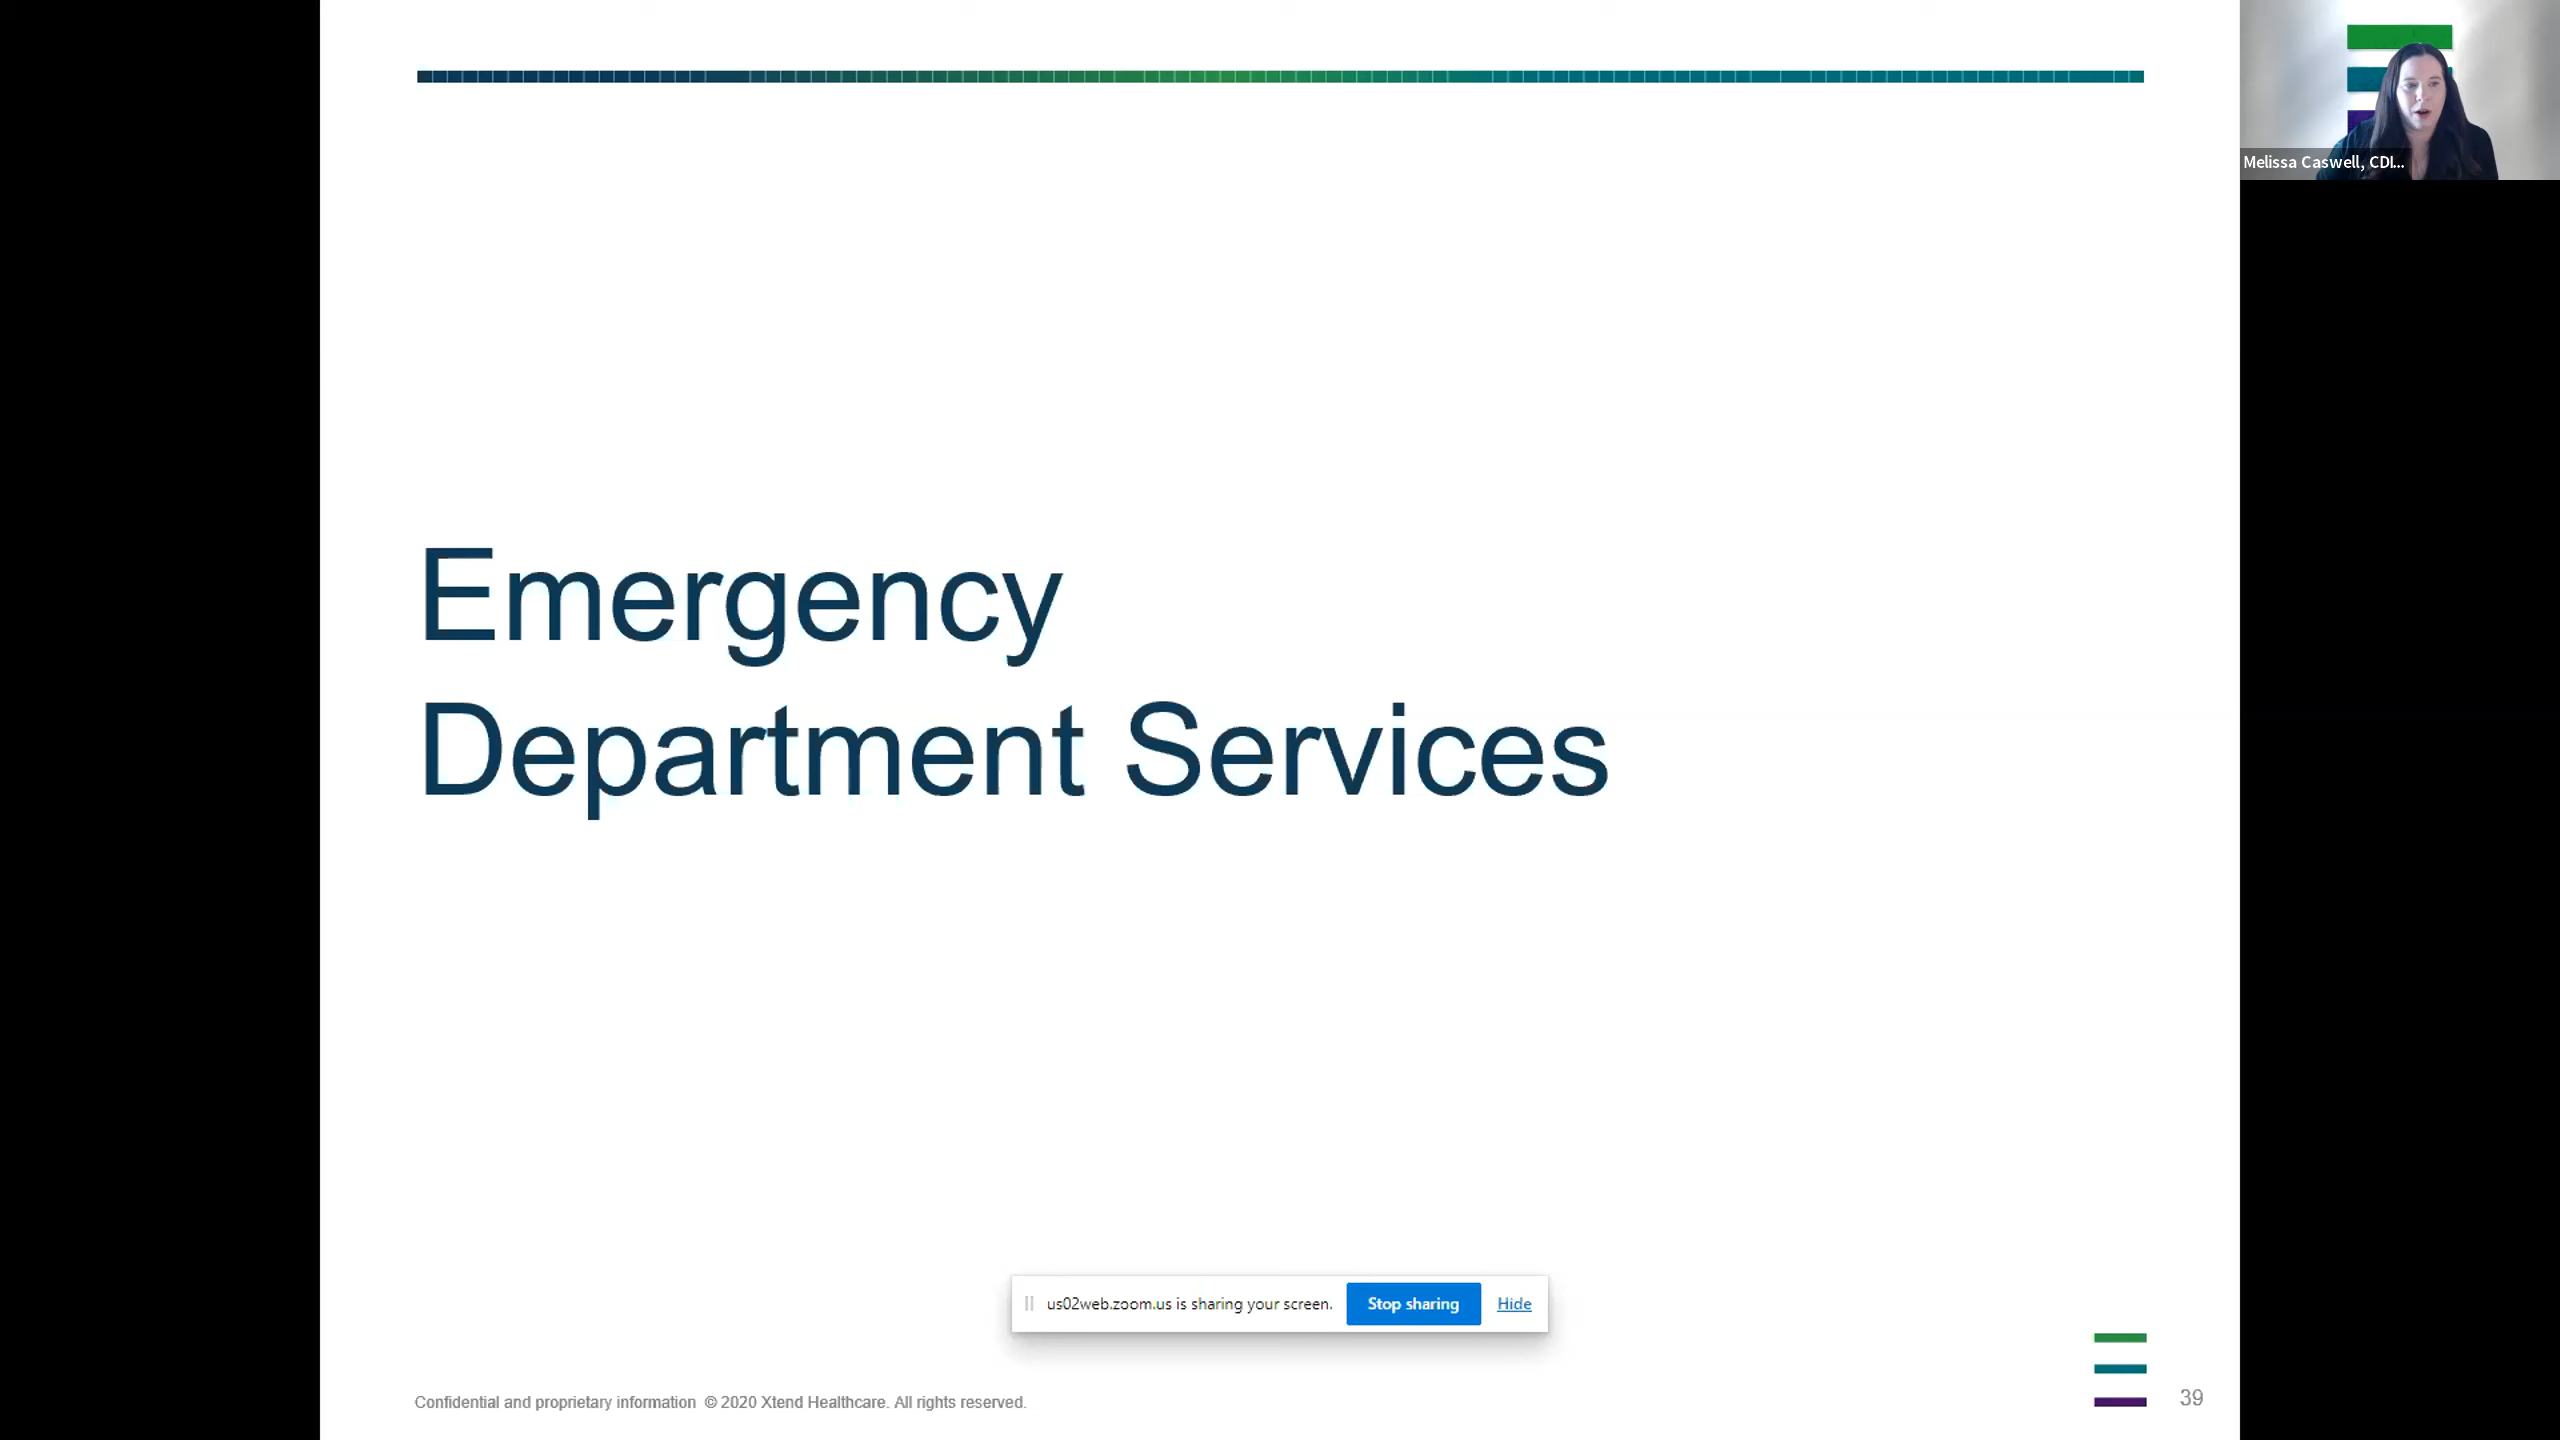 Melissa Caswell, CDI...
Emergency
Department Services
us02web.zoom.us is sharing your screen. Stop sharing Hide
Confidential and proprietary information © 2020 Xtend Healthcare. All rights reserved.
39